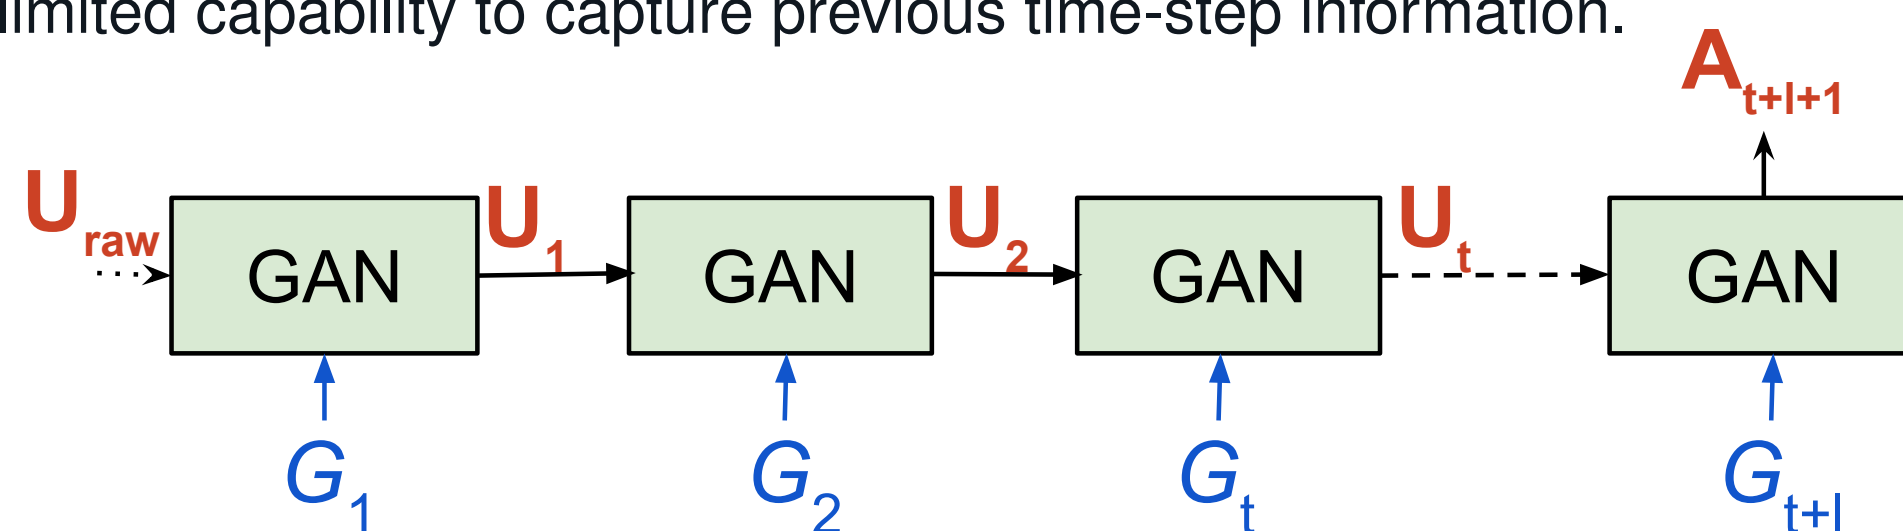 limited capability to capture previous time-step information.
A t+l+1
U raw U 1 U 2 U t
GAN GAN GAN GAN
G 1 G 2 G t G t+l